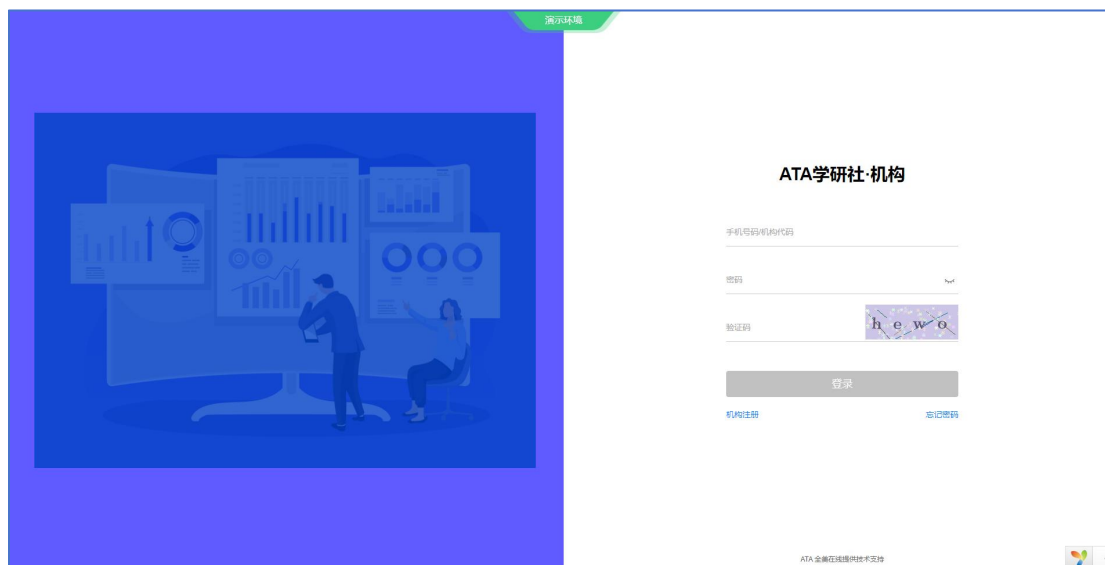 演示环境
ATA学研社·机构
手机号码/机构代码
密码
验证码
h e w o
登录
机构注册
忘记密码
ATA 全美在线提供技术支持